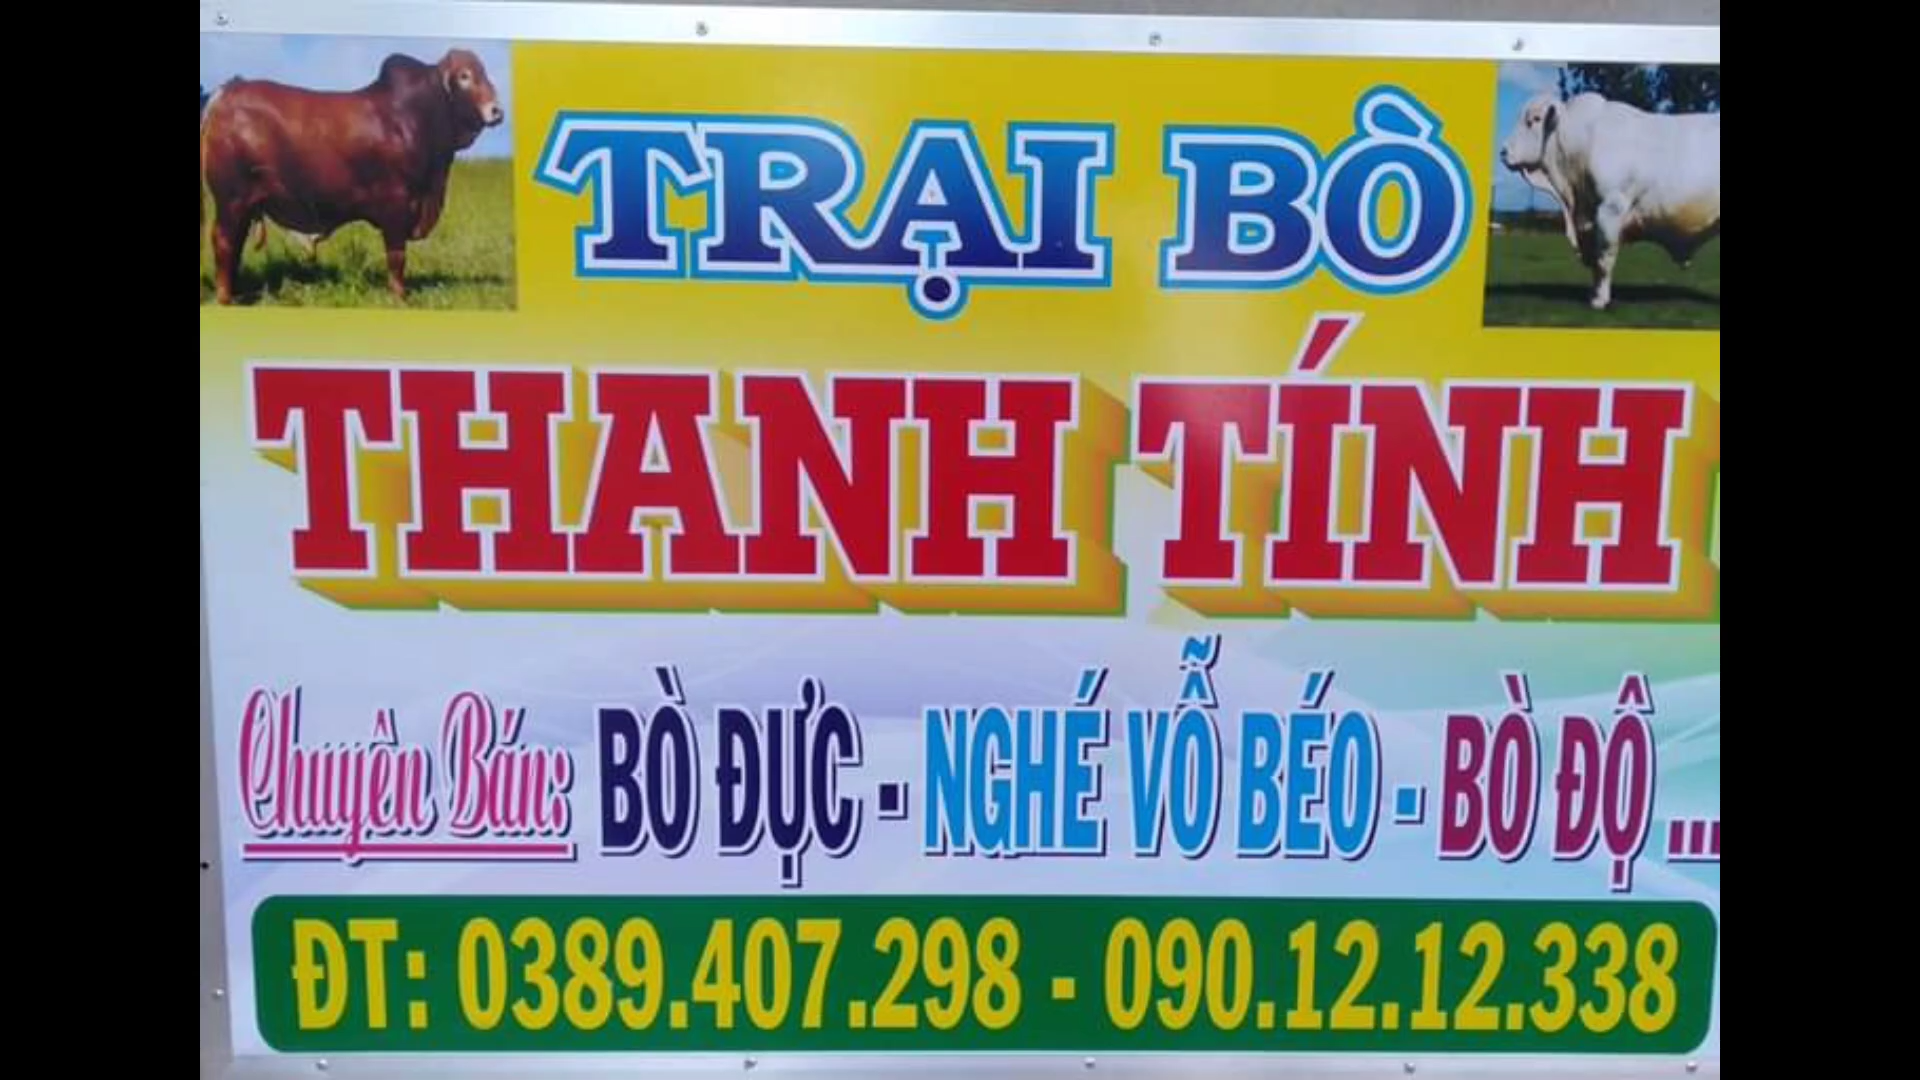 TRẠI BÒ
THANH TÍNH
Chuyên Bán: BÒ ĐỰC - NGHÉ VỖ BÉO - BÒ ĐỘ ...
ĐT: 0389.407.298 - 090.12.12.338